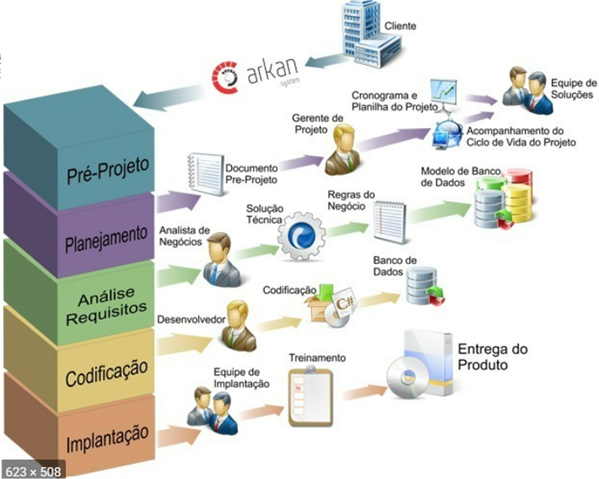 Cliente
arkan
system
Pré-Projeto
Cronograma e
Planilha do Projeto
Equipe de
Soluções
Gerente de
Projeto
Documento
Pre-Projeto
Acompanhamento do
Ciclo de Vida do Projeto
Planejamento
Modelo de Banco
de Dados
Regras do
Negócio
Solução
Técnica
Analista de
Negócios
Análise
Requisitos
Banco de
Dados
Codificação
C#
Desenvolvedor
Codificação
Entrega do
Produto
Treinamento
Equipe de
Implantação
Implantação
623 × 508